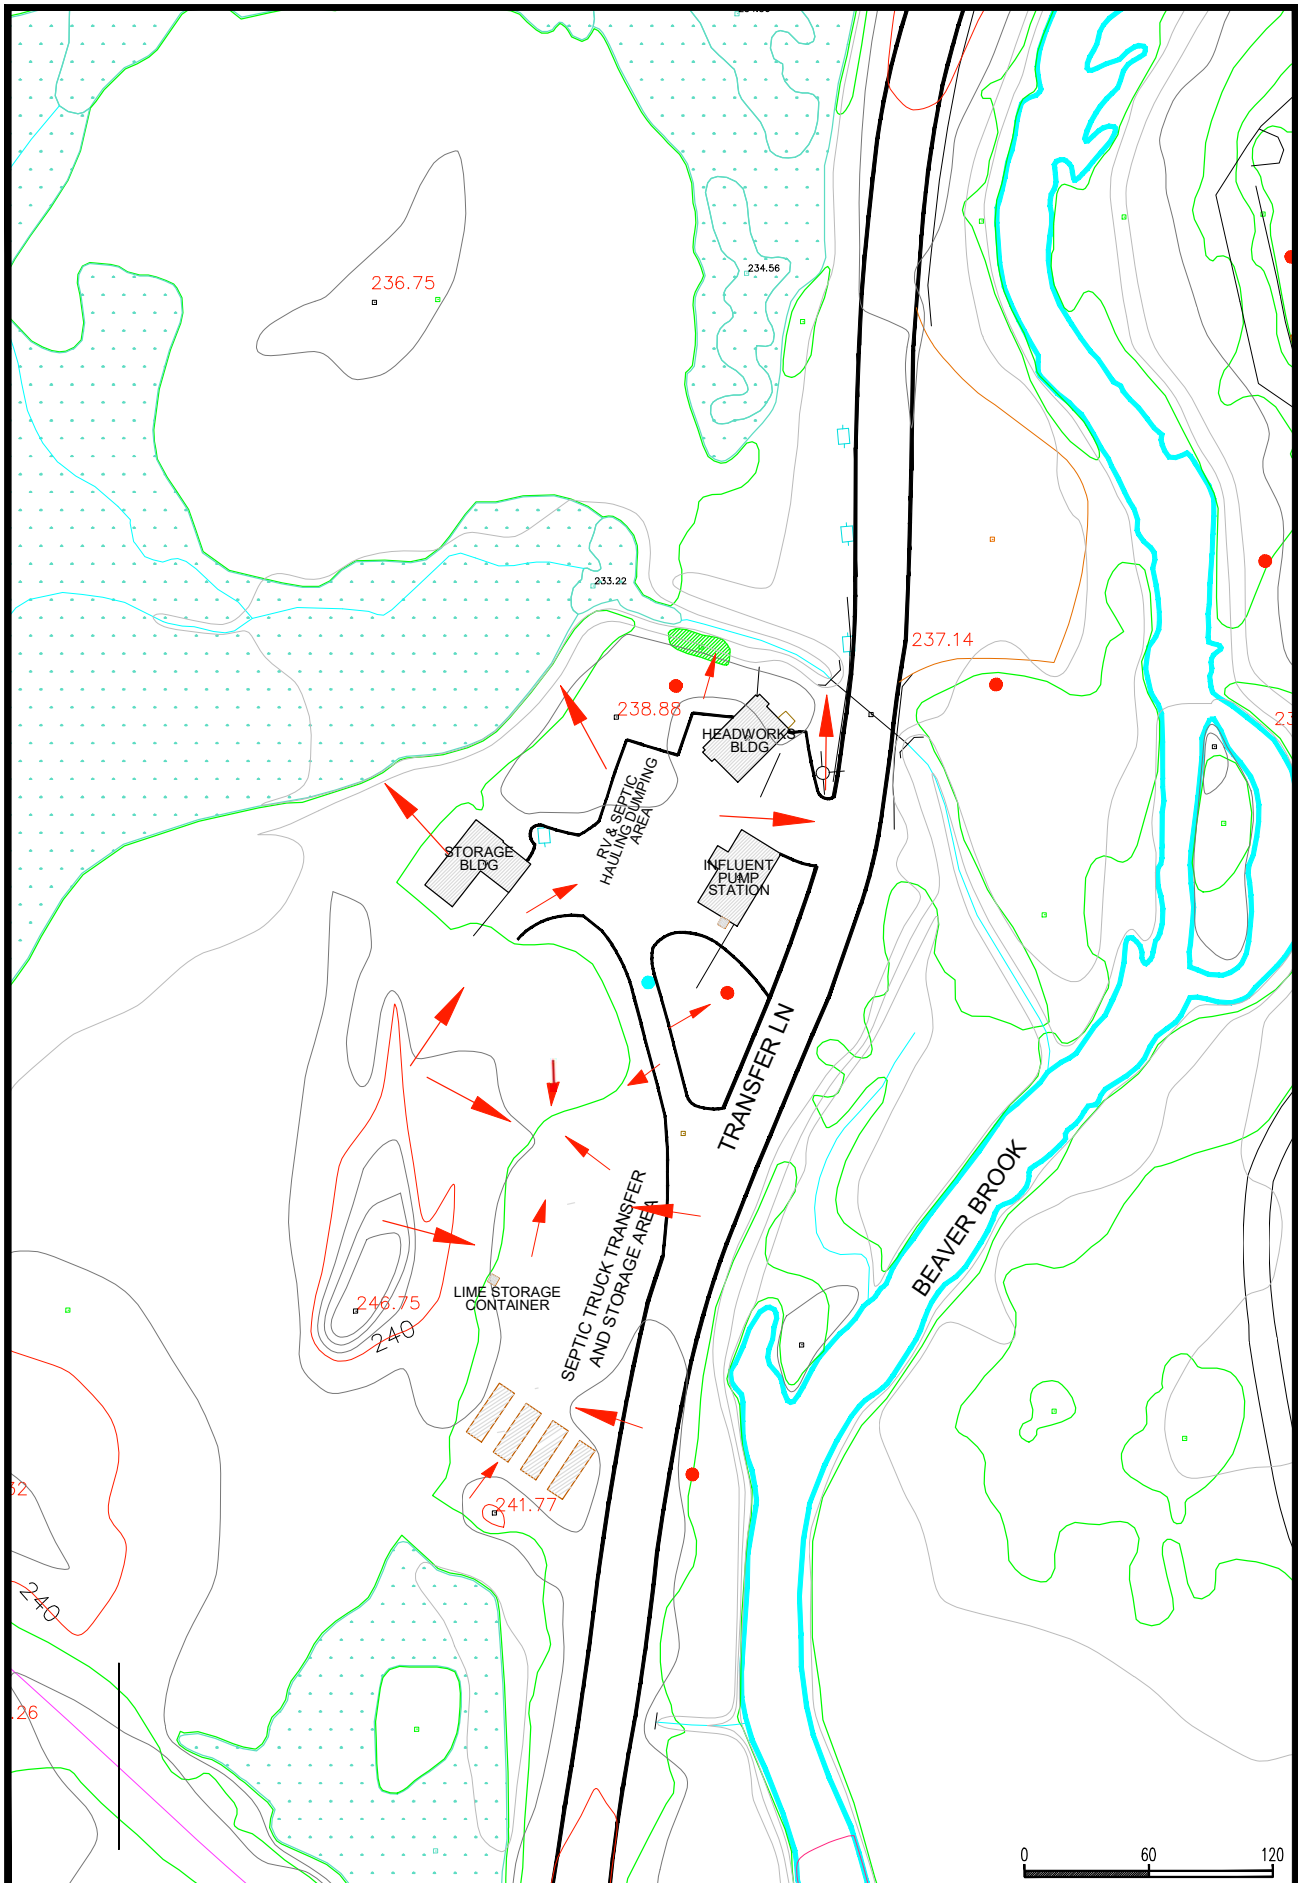 234.56
236.75
233.22
237.14
238.88
HEADWORKS
BLDG
RV & SEPTIC
HAULING DUMPING
AREA
STORAGE
BLDG
INFLUENT
PUMP
STATION
TRANSFER LN
BEAVER BROOK
SEPTIC TRUCK TRANSFER
AND STORAGE AREA
LIME STORAGE
CONTAINER
246.75
240
241.77
240
.26
0 60 120